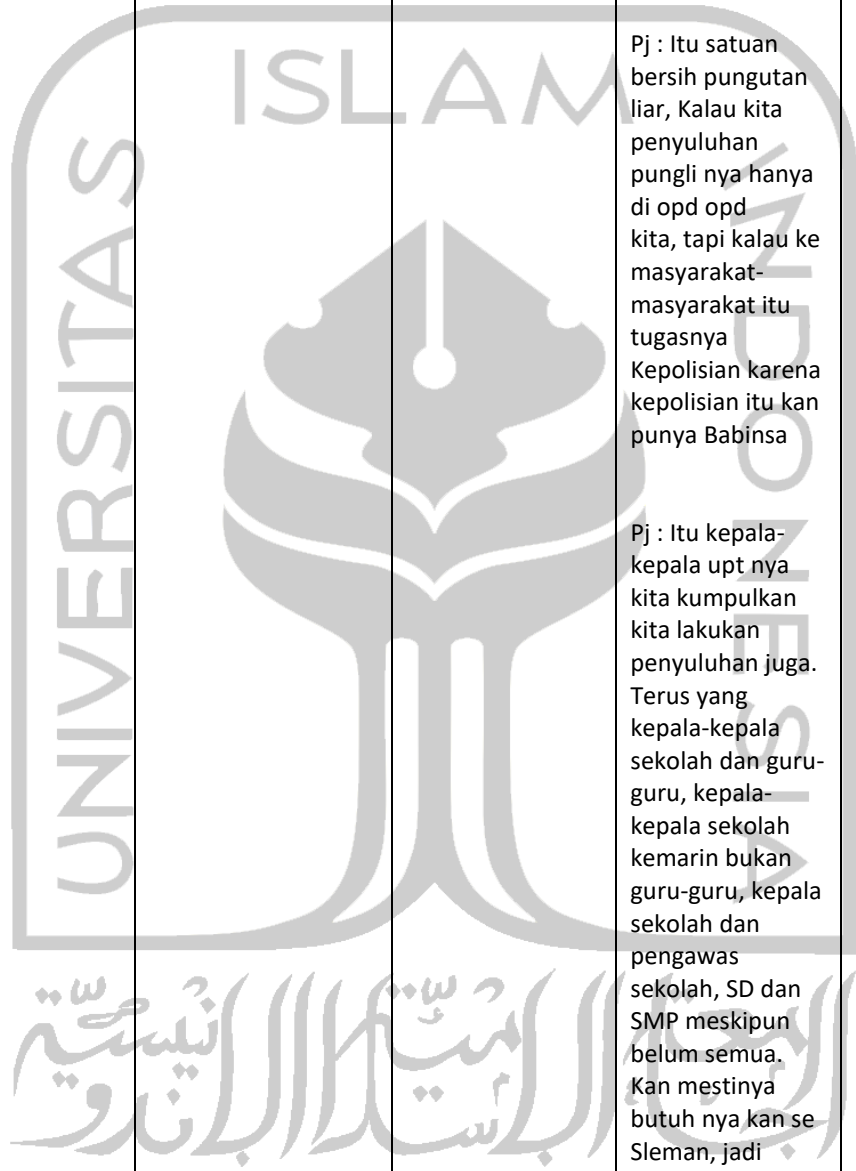 ISLAM
UNIVERSITAS
INDONESIA
Pj : Itu satuan
bersih pungutan
liar, Kalau kita
penyuluhan
pungli nya hanya
di opd opd
kita, tapi kalau ke
masyarakat-
masyarakat itu
tugasnya
Kepolisian karena
kepolisian itu kan
punya Babinsa
Pj : Itu kepala-
kepala upt nya
kita kumpulkan
kita lakukan
penyuluhan juga.
Terus yang
kepala-kepala
sekolah dan guru-
guru, kepala-
kepala sekolah
kemarin bukan
guru-guru, kepala
sekolah dan
pengawas
sekolah, SD dan
SMP meskipun
belum semua.
Kan mestinya
butuh nya kan se
Sleman, jadi